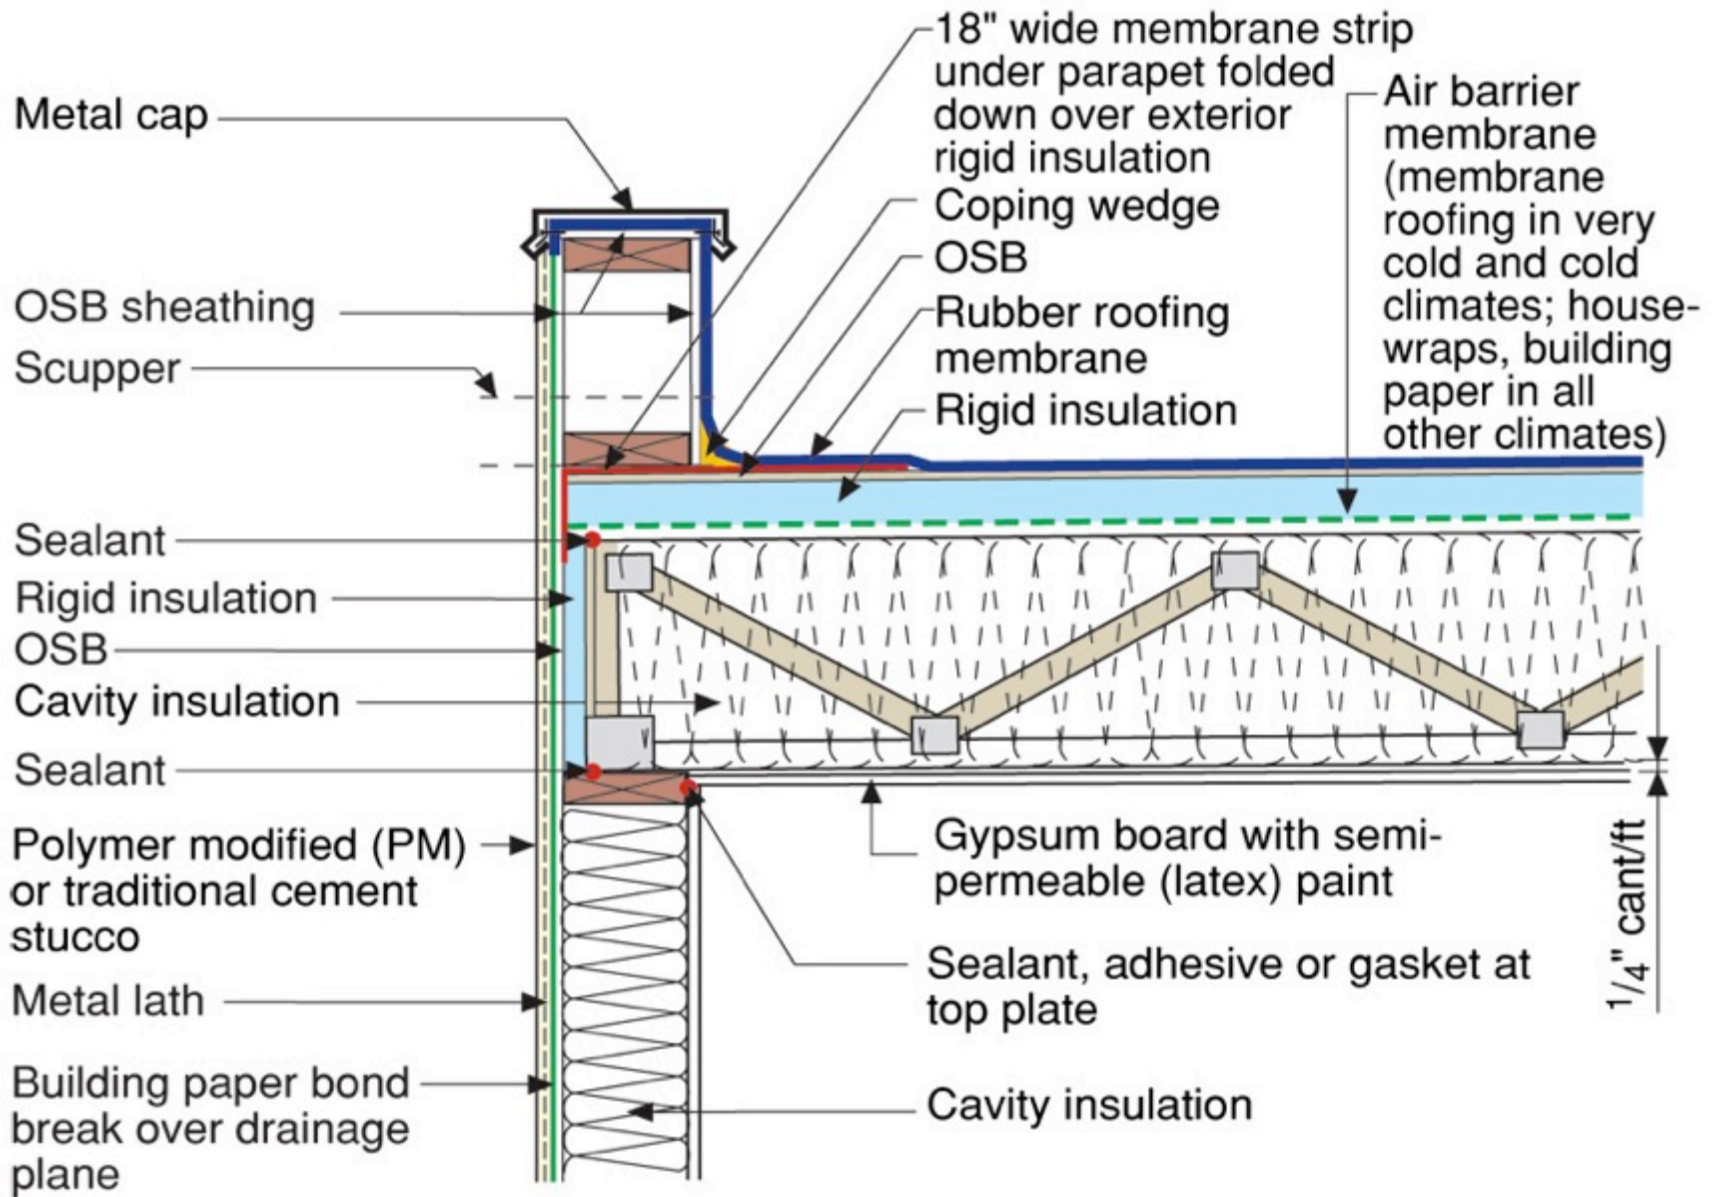 Metal cap
OSB sheathing
Scupper
Sealant
Rigid insulation
OSB
Cavity insulation
Sealant
Polymer modified (PM)
or traditional cement
stucco
Metal lath
Building paper bond
break over drainage
plane
18" wide membrane strip
under parapet folded
down over exterior
rigid insulation
Coping wedge
OSB
Rubber roofing
membrane
Rigid insulation
Air barrier
membrane
(membrane
roofing in very
cold and cold
climates; house-
wraps, building
paper in all
other climates)
Gypsum board with semi-
permeable (latex) paint
Sealant, adhesive or gasket at
top plate
Cavity insulation
1/4" cant/ft